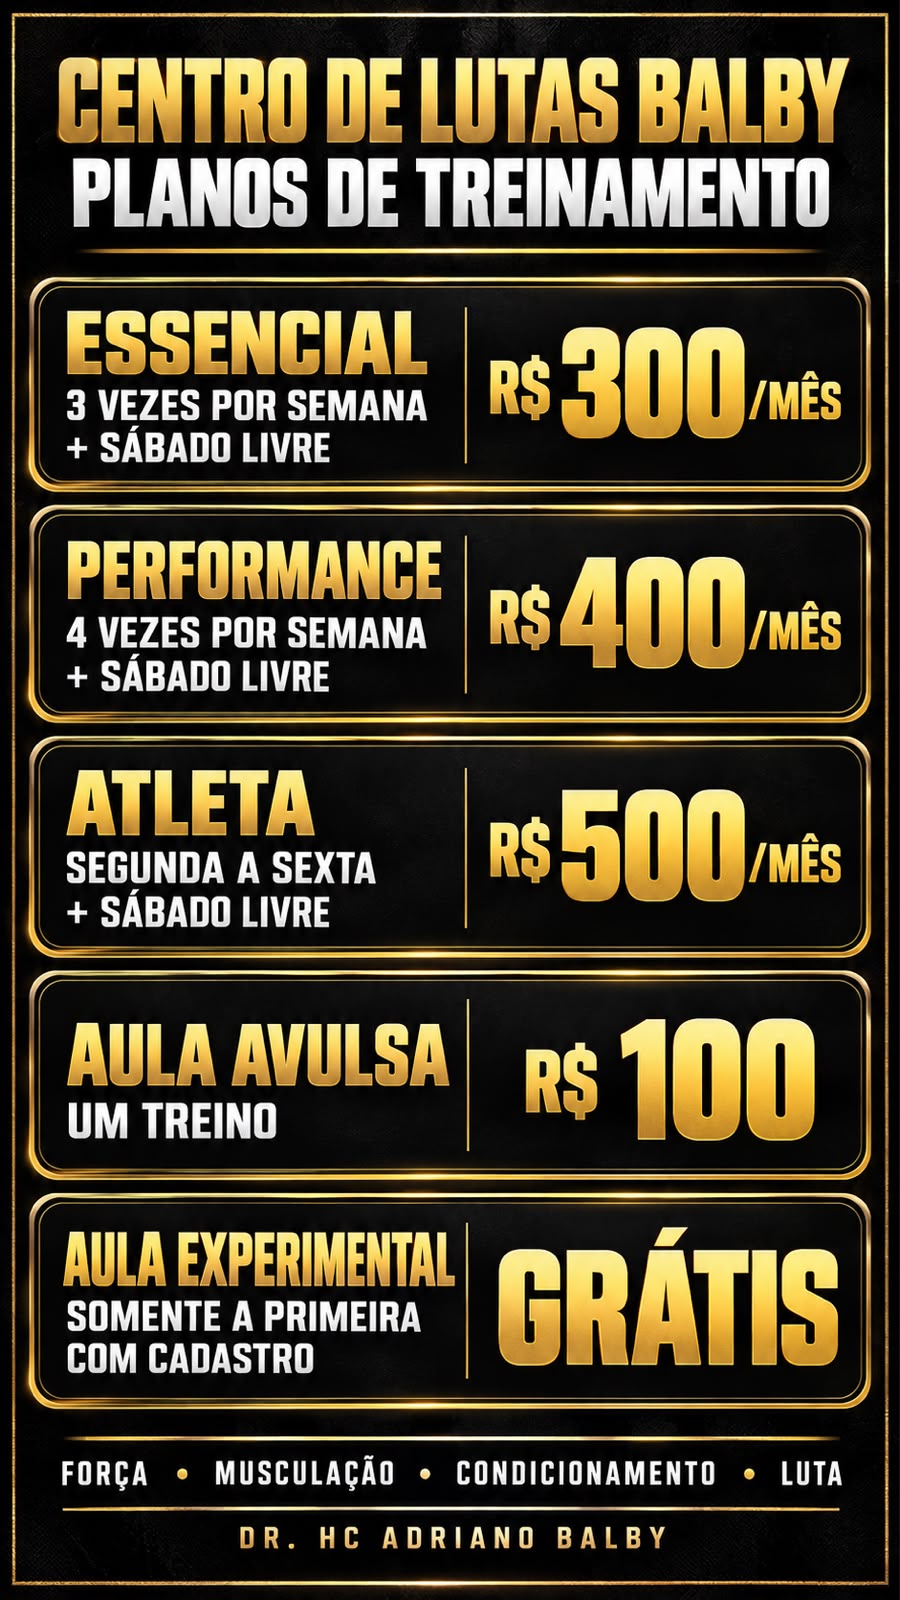 CENTRO DE LUTAS BALBY
PLANOS DE TREINAMENTO
ESSENCIAL
3 VEZES POR SEMANA
+ SÁBADO LIVRE
R$ 300/MÊS
PERFORMANCE
4 VEZES POR SEMANA
+ SÁBADO LIVRE
R$ 400/MÊS
ATLETA
SEGUNDA A SEXTA
+ SÁBADO LIVRE
R$ 500/MÊS
AULA AVULSA
UM TREINO
R$ 100
AULA EXPERIMENTAL
SOMENTE A PRIMEIRA
COM CADASTRO
GRÁTIS
FORÇA • MUSCULAÇÃO • CONDICIONAMENTO • LUTA
DR. HC ADRIANO BALBY